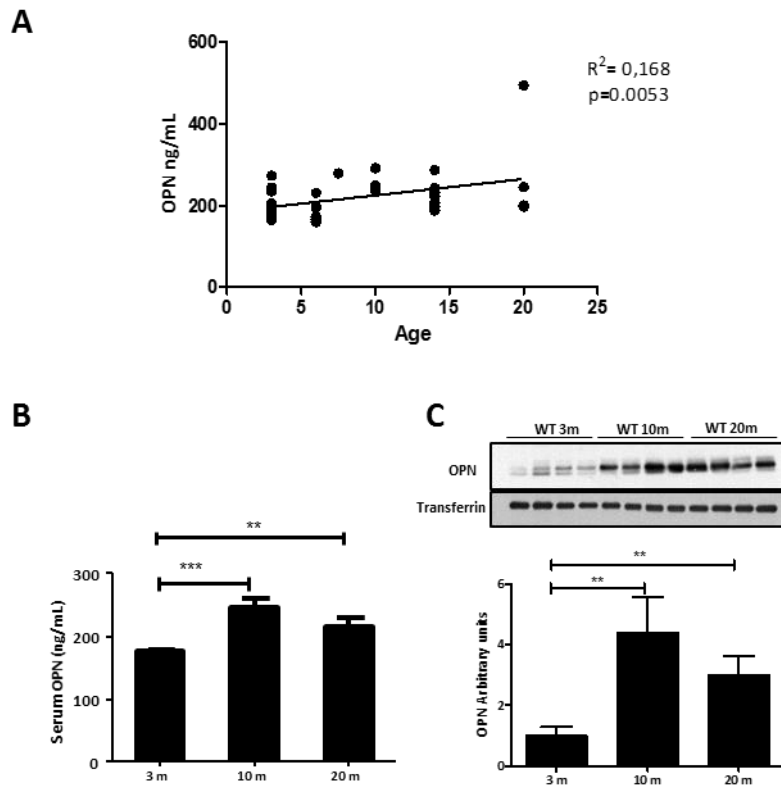 A
600
400
200
0
OPN ng/mL
R²= 0,168
p=0.0053
0 5 10 15 20 25
Age
B
**
***
300
200
100
0
Serum OPN (ng/mL)
3 m 10 m 20 m
C
WT 3m WT 10m WT 20m
OPN
Transferrin
**
**
6
4
2
0
OPN Arbitrary units
3 m 10 m 20 m